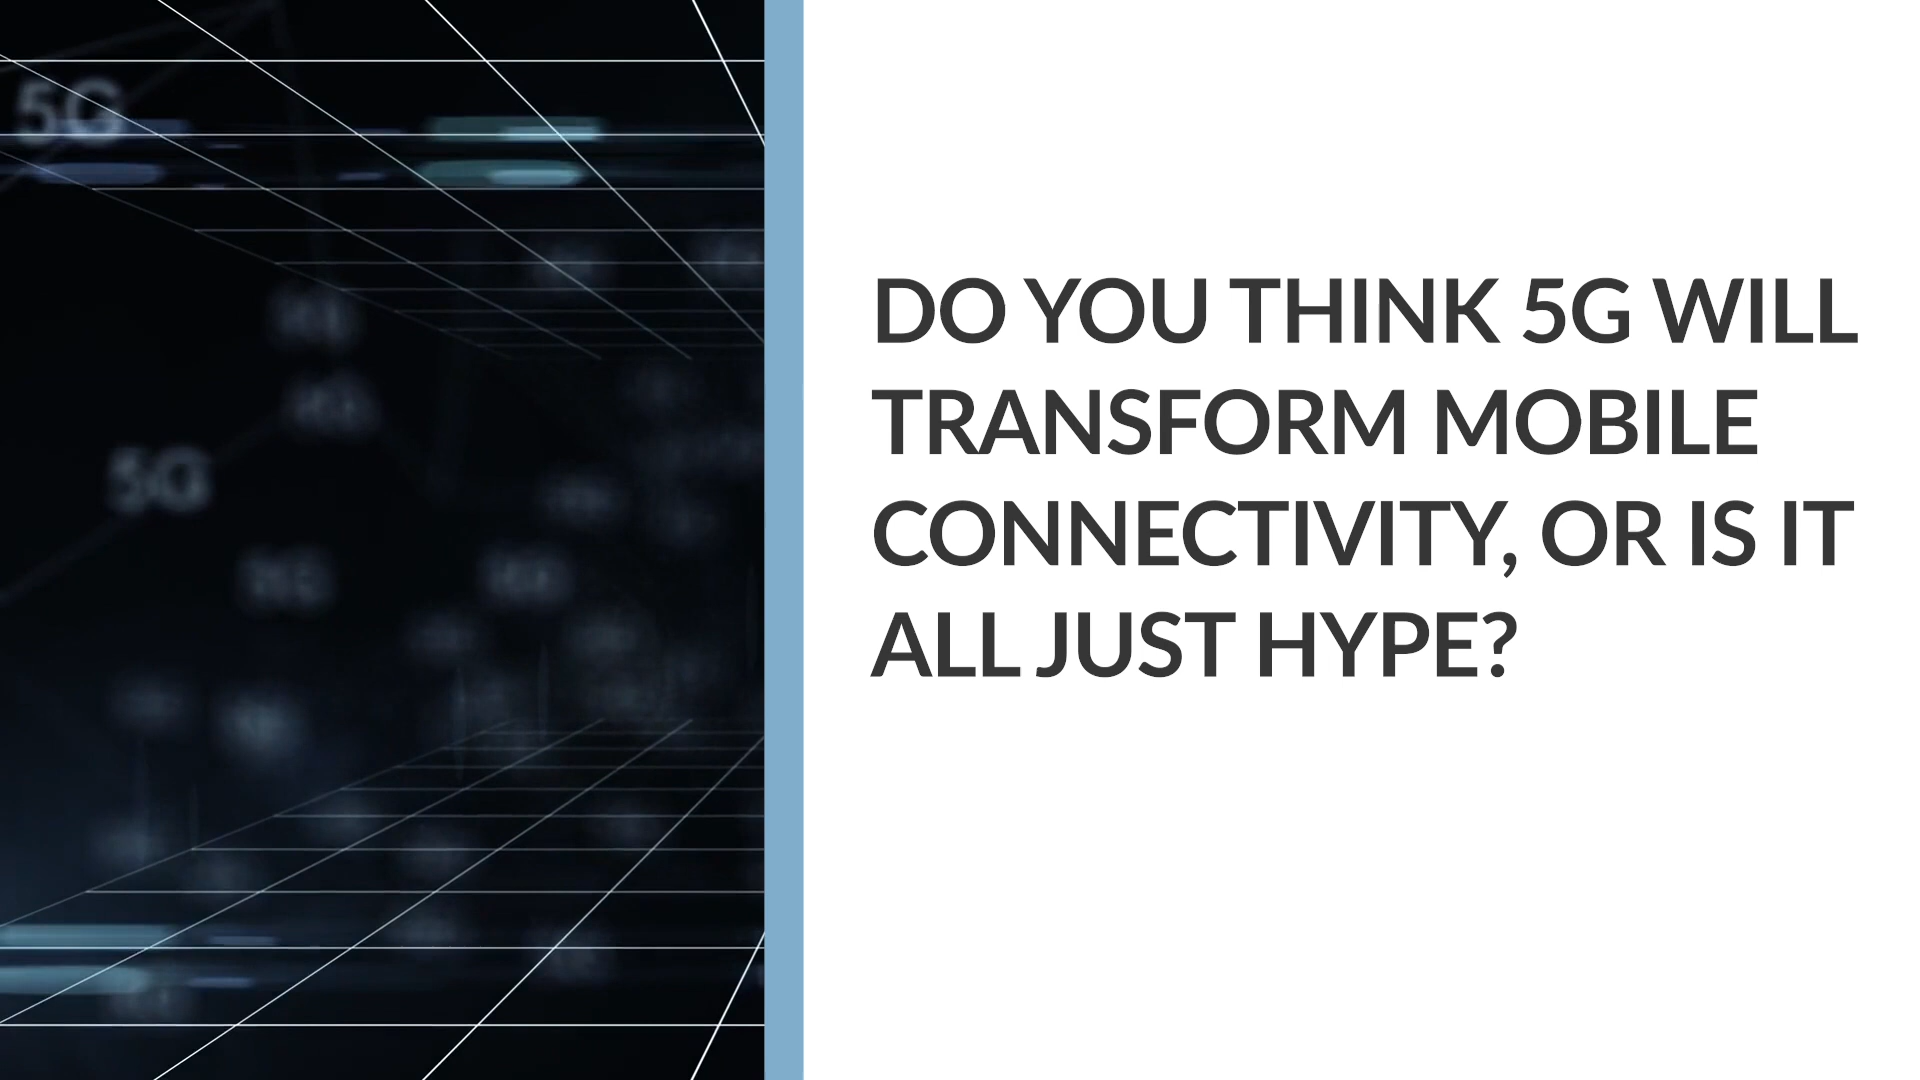 5G
5G
DO YOU THINK 5G WILL
TRANSFORM MOBILE
CONNECTIVITY, OR IS IT
ALL JUST HYPE?